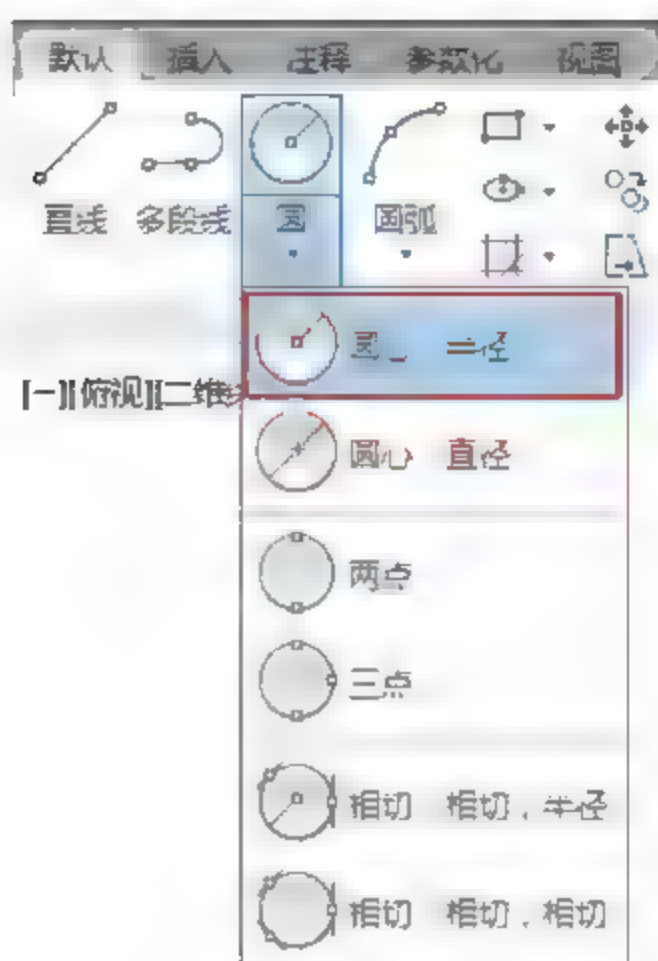 默认 插入 注释 参数化 视图
直线 多段线 圆 圆弧
半径
[-][俯视][二维
圆心 直径
两点
三点
相切 相切，半径
相切 相切，相切